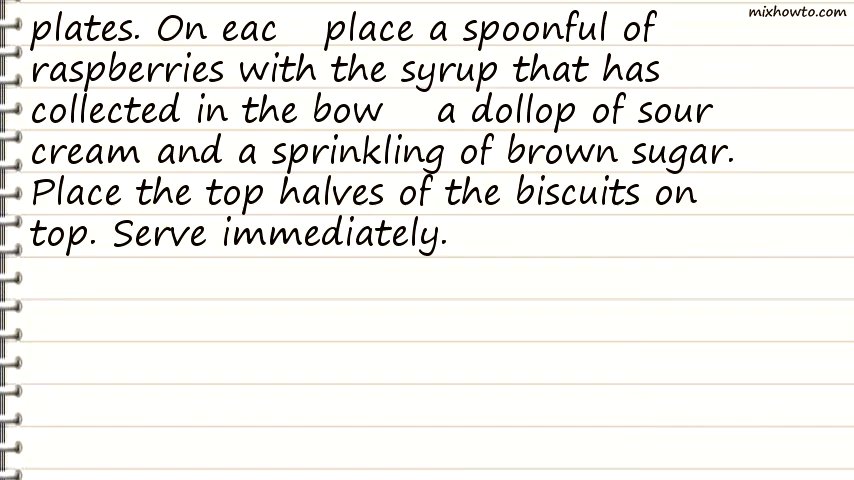 mixhowto.com
plates. On eac place a spoonful of
raspberries with the syrup that has
collected in the bow a dollop of sour
cream and a sprinkling of brown sugar.
Place the top halves of the biscuits on
top. Serve immediately.